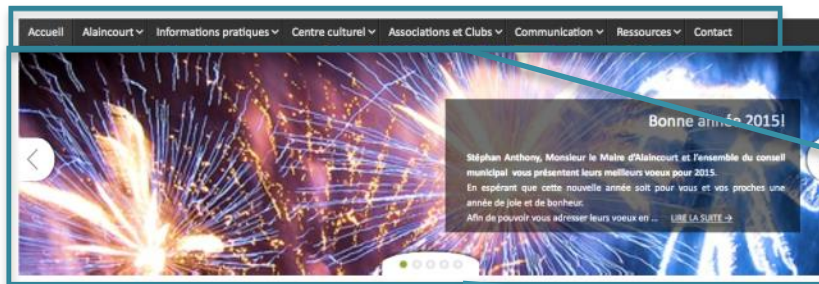 Accueil Alaincourt Informations pratiques Centre culturel Associations et Clubs Communication Ressources Contact
Bonne année 2015!
Stéphan Anthony, Monsieur le Maire d'Alaincourt et l'ensemble du conseil
municipal vous présentent leurs meilleurs voeux pour 2015.
En espérant que cette nouvelle année soit pour vous et vos proches une
année de joie et de bonheur.
Afin de pouvoir vous adresser leurs voeux en ... LIRE LA SUITE →